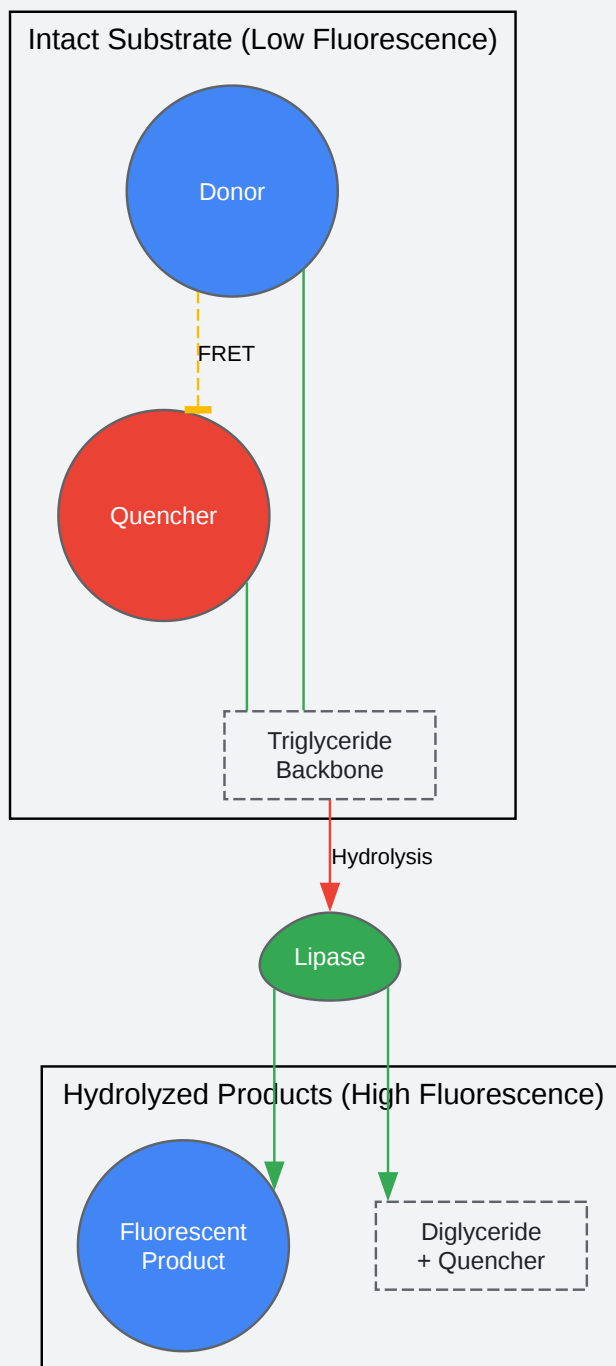 Intact Substrate (Low Fluorescence)
Donor
FRET
Quencher
Triglyceride
Backbone
Hydrolysis
Lipase
Hydrolyzed Products (High Fluorescence)
Fluorescent
Product
Diglyceride
+ Quencher